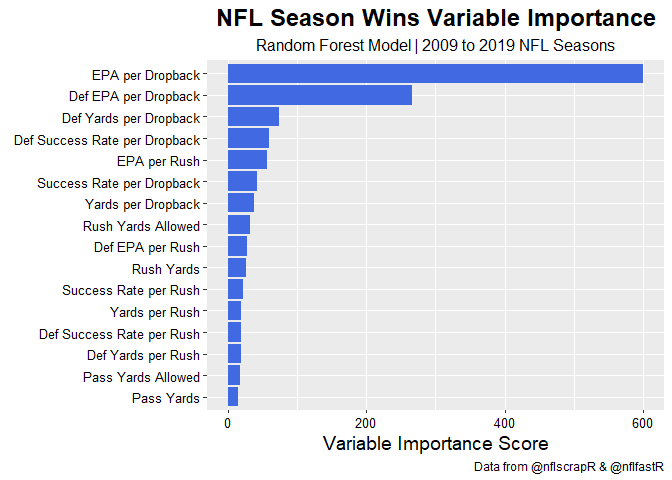 NFL Season Wins Variable Importance
Random Forest Model | 2009 to 2019 NFL Seasons
EPA per Dropback
Def EPA per Dropback
Def Yards per Dropback
Def Success Rate per Dropback
EPA per Rush
Success Rate per Dropback
Yards per Dropback
Rush Yards Allowed
Def EPA per Rush
Rush Yards
Success Rate per Rush
Yards per Rush
Def Success Rate per Rush
Def Yards per Rush
Pass Yards Allowed
Pass Yards
0 200 400 600
Variable Importance Score
Data from @nflscrapR & @nflfastR